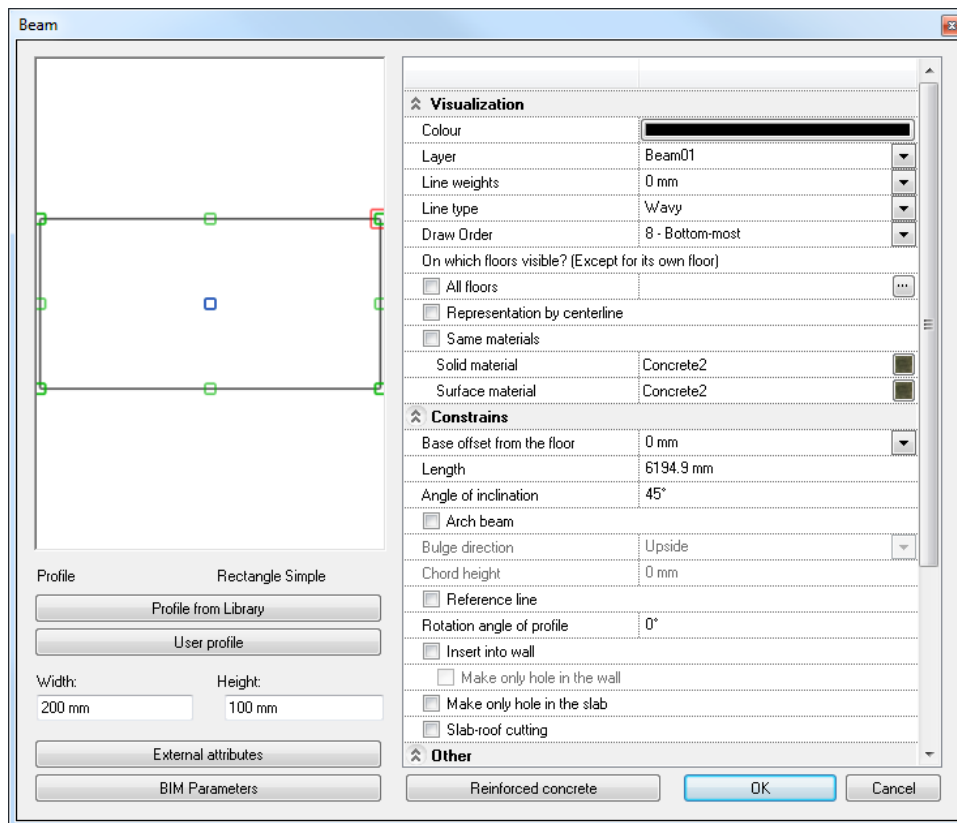 Beam
Visualization
Colour
Layer Beam01
Line weights 0 mm
Line type Wavy
Draw Order 8 - Bottom-most
On which floors visible? (Except for its own floor)
All floors ...
Representation by centerline
Same materials
Solid material Concrete2
Surface material Concrete2
Constrains
Base offset from the floor 0 mm
Length 6194.9 mm
Angle of inclination 45°
Arch beam
Bulge direction Upside
Chord height 0 mm
Reference line
Rotation angle of profile 0°
Insert into wall
Make only hole in the wall
Make only hole in the slab
Slab-roof cutting
Other
Profile Rectangle Simple
Profile from Library
User profile
Width: Height:
200 mm 100 mm
External attributes
BIM Parameters
Reinforced concrete OK Cancel